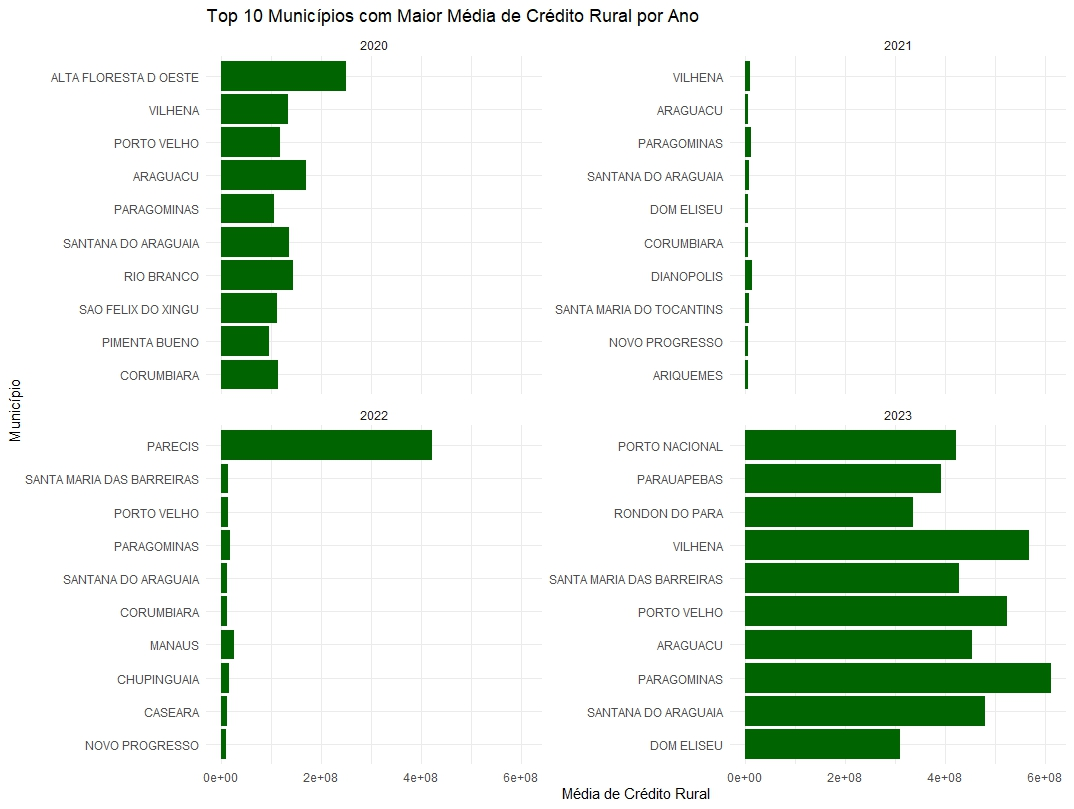 Top 10 Municípios com Maior Média de Crédito Rural por Ano
2020
ALTA FLORESTA D OESTE
VILHENA
PORTO VELHO
ARAGUACU
PARAGOMINAS
SANTANA DO ARAGUAIA
RIO BRANCO
SAO FELIX DO XINGU
PIMENTA BUENO
CORUMBIARA
2021
VILHENA
ARAGUACU
PARAGOMINAS
SANTANA DO ARAGUAIA
DOM ELISEU
CORUMBIARA
DIANOPOLIS
SANTA MARIA DO TOCANTINS
NOVO PROGRESSO
ARIQUEMES
Município
2022
PARECIS
SANTA MARIA DAS BARREIRAS
PORTO VELHO
PARAGOMINAS
SANTANA DO ARAGUAIA
CORUMBIARA
MANAUS
CHUPINGUAIA
CASEARA
NOVO PROGRESSO
0e+00 2e+08 4e+08 6e+08
2023
PORTO NACIONAL
PARAUAPEBAS
RONDON DO PARA
VILHENA
SANTA MARIA DAS BARREIRAS
PORTO VELHO
ARAGUACU
PARAGOMINAS
SANTANA DO ARAGUAIA
DOM ELISEU
0e+00 2e+08 4e+08 6e+08
Média de Crédito Rural